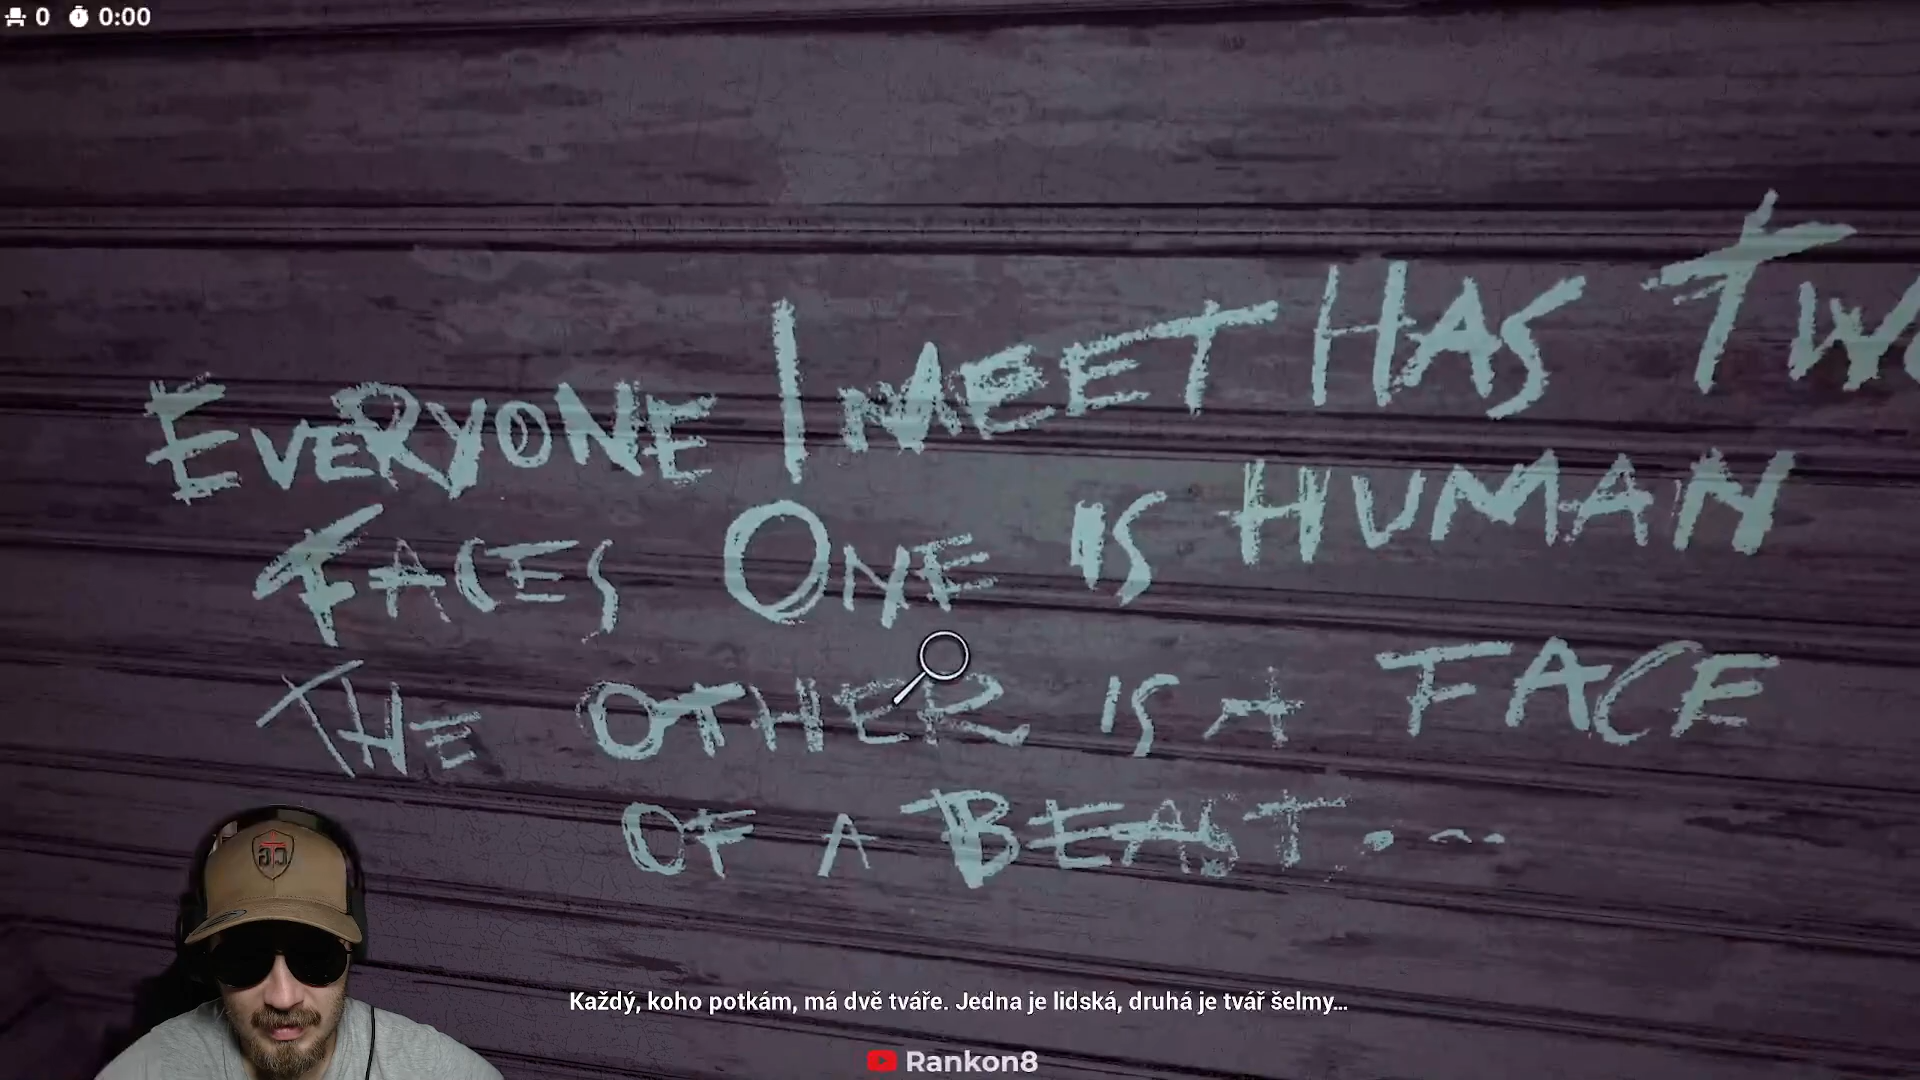 0 0:00
EVERYONE I MEET HAS TWO
FACES ONE IS HUMAN
THE OTHER IS A FACE
OF A BEAST...
Každý, koho potkám, má dvě tváře. Jedna je lidská, druhá je tvář šelmy...
Rankon8